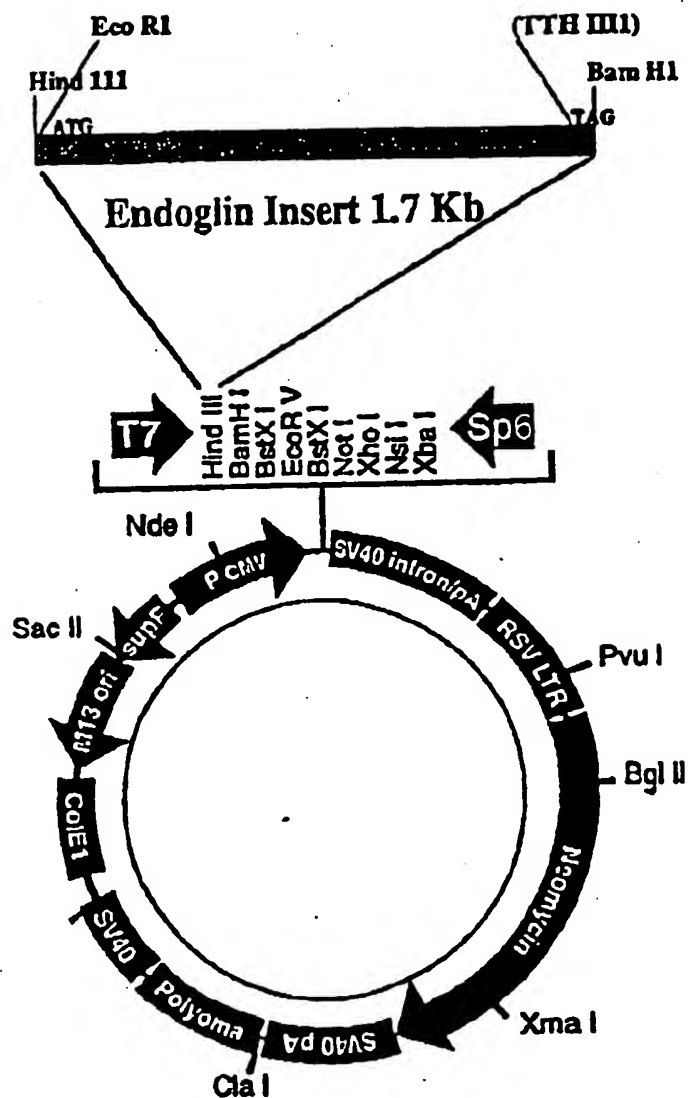 Eco R1
(TTH III1)
Hind 111
Bam H1
ATG
TAG
Endoglin Insert 1.7 Kb
T7
Hind III
BamH I
BstX I
EcoR V
BstX I
Not I
Xho I
Nsi I
Xba I
Sp6
Nde I
P CMV
SV40 intron/pA
supF
RSV LTR
Sac II
Pvu I
M13 ori
Bgl II
ColE1
Neomycin
SV40
Polyoma
SV40 pA
Xma I
Cla I